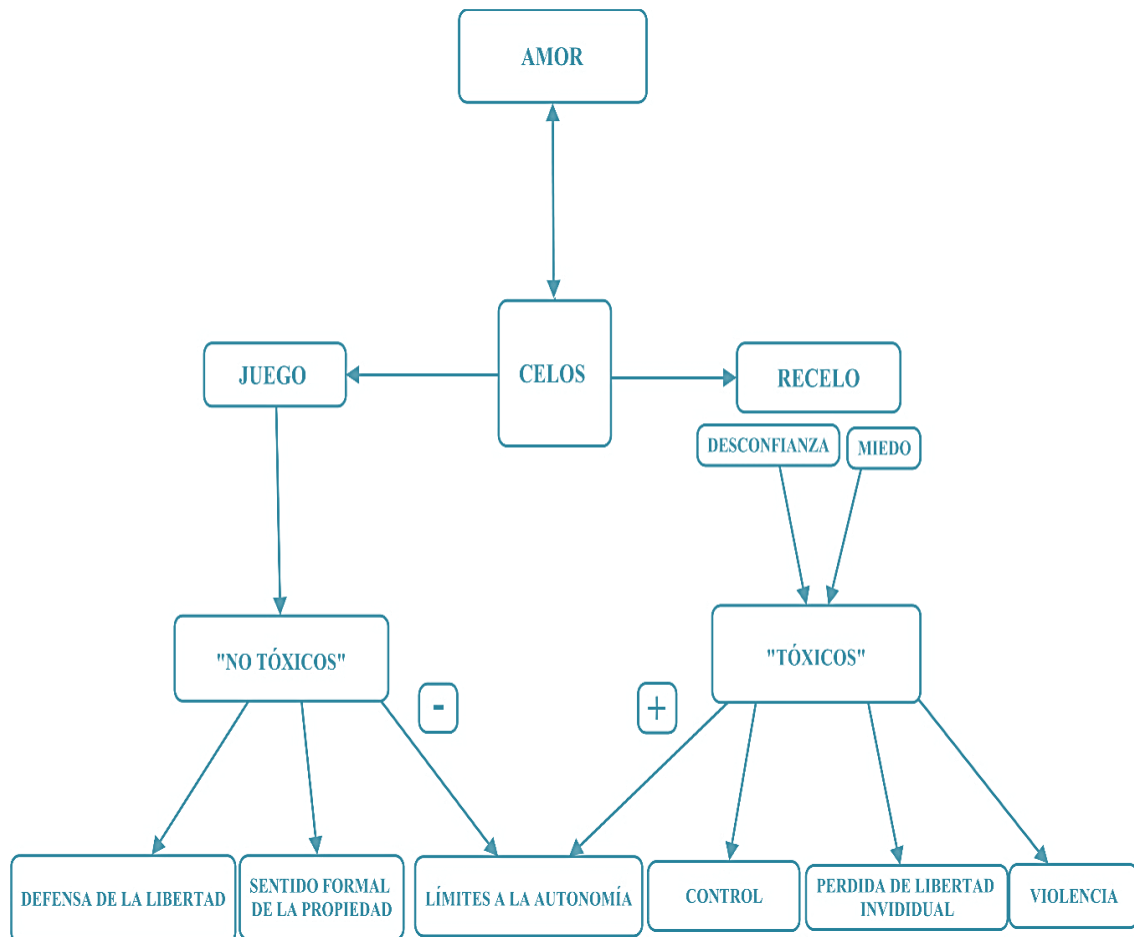 AMOR
CELOS
JUEGO
RECELO
DESCONFIANZA
MIEDO
"NO TÓXICOS"
"TÓXICOS"
-
+
DEFENSA DE LA LIBERTAD
SENTIDO FORMAL
DE LA PROPIEDAD
LÍMITES A LA AUTONOMÍA
CONTROL
PERDIDA DE LIBERTAD
INVIDIDUAL
VIOLENCIA